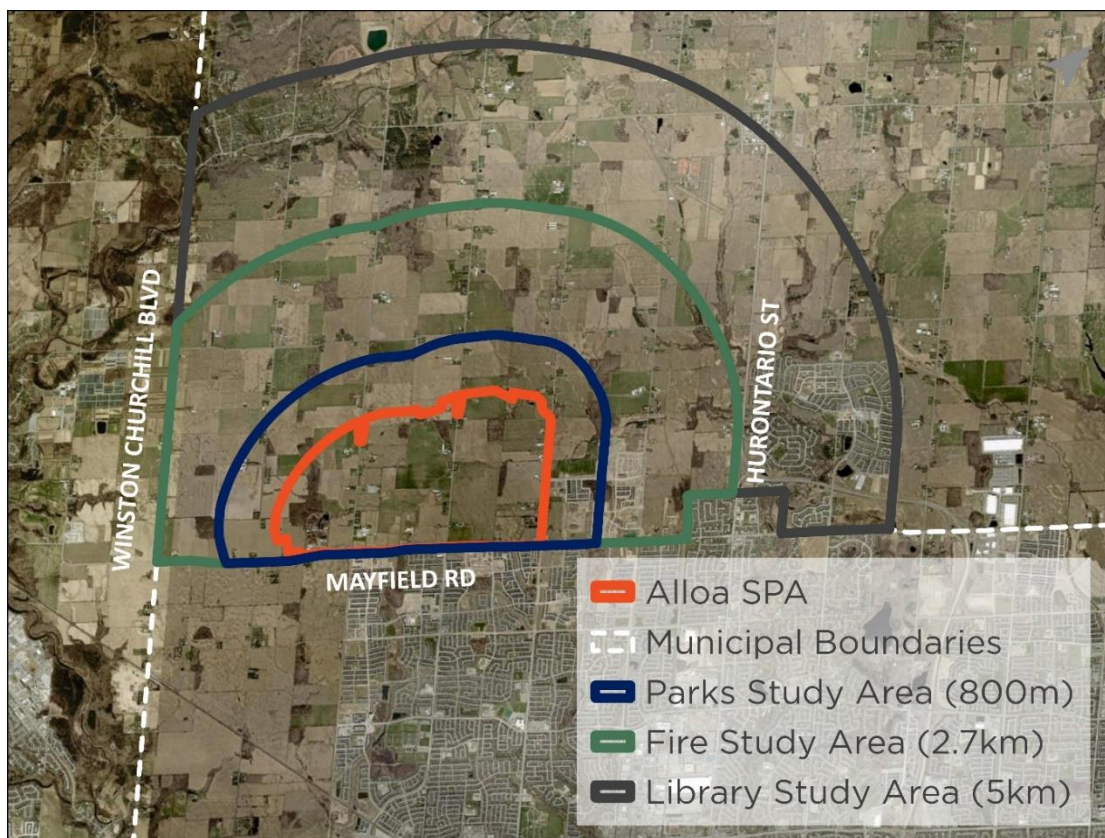 WINSTON CHURCHILL BLVD
HURONTARIO ST
MAYFIELD RD
Alloa SPA
Municipal Boundaries
Parks Study Area (800m)
Fire Study Area (2.7km)
Library Study Area (5km)